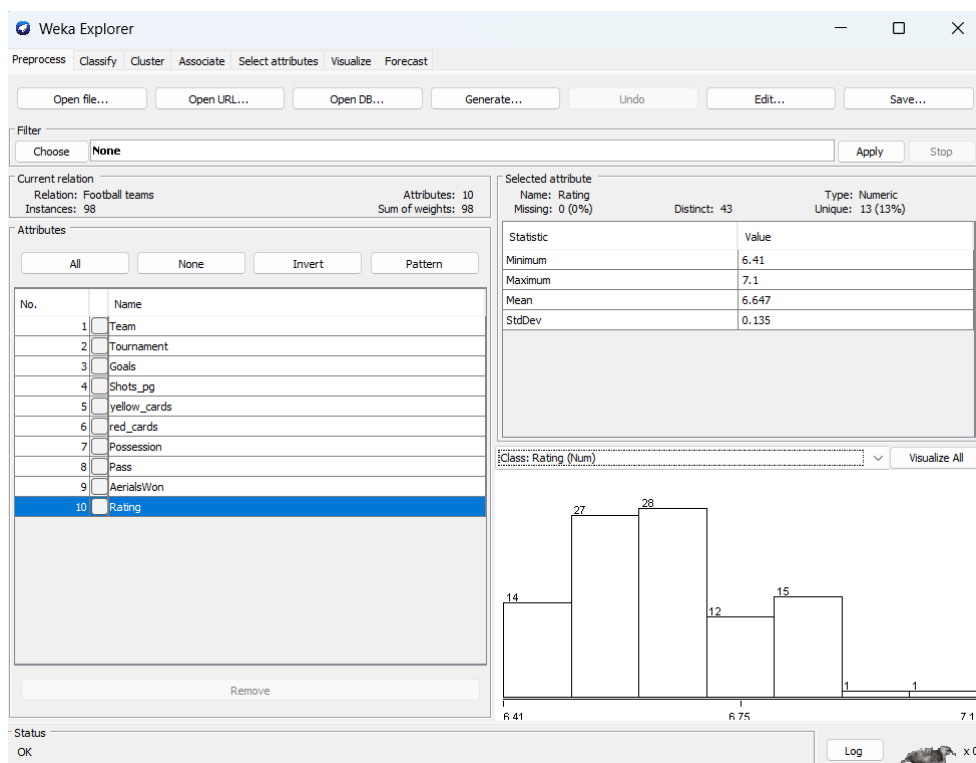 Weka Explorer
Preprocess Classify Cluster Associate Select attributes Visualize Forecast
Open file... Open URL... Open DB... Generate... Undo Edit... Save...
Filter
Choose None Apply Stop
Current relation
Relation: Football teams Attributes: 10
Instances: 98 Sum of weights: 98
Attributes
All None Invert Pattern
No. Name
1 Team
2 Tournament
3 Goals
4 Shots_pg
5 yellow_cards
6 red_cards
7 Possession
8 Pass
9 AerialsWon
10 Rating
Remove
Selected attribute
Name: Rating Type: Numeric
Missing: 0 (0%) Distinct: 43 Unique: 13 (13%)
Statistic Value
Minimum 6.41
Maximum 7.1
Mean 6.647
StdDev 0.135
Class: Rating (Num) Visualize All
14 27 28 12 15 1 1
6.41 6.75 7.1
Status
OK Log x 0